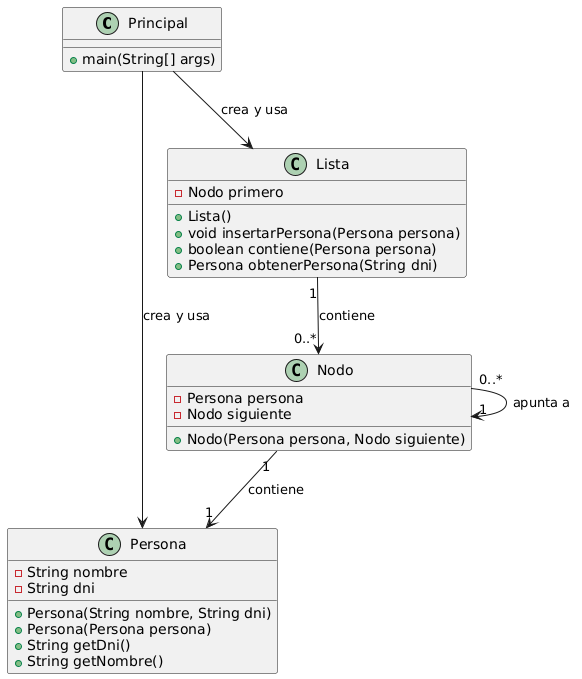 C Principal
main(String[] args)
crea y usa
C Lista
Nodo primero
Lista()
void insertarPersona(Persona persona)
boolean contiene(Persona persona)
Persona obtenerPersona(String dni)
1
crea y usa
contiene
0..*
C Nodo
Persona persona
Nodo siguiente
Nodo(Persona persona, Nodo siguiente)
0..*
apunta a
1
1
contiene
1
C Persona
String nombre
String dni
Persona(String nombre, String dni)
Persona(Persona persona)
String getDni()
String getNombre()